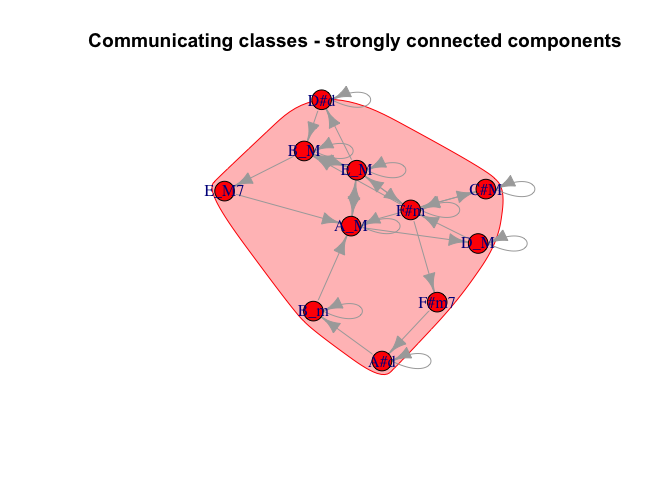 Communicating classes - strongly connected components
D#d
B_M
E_M
E_M7
C#M
F#m
A_M
D_M
F#m7
B_m
A#d